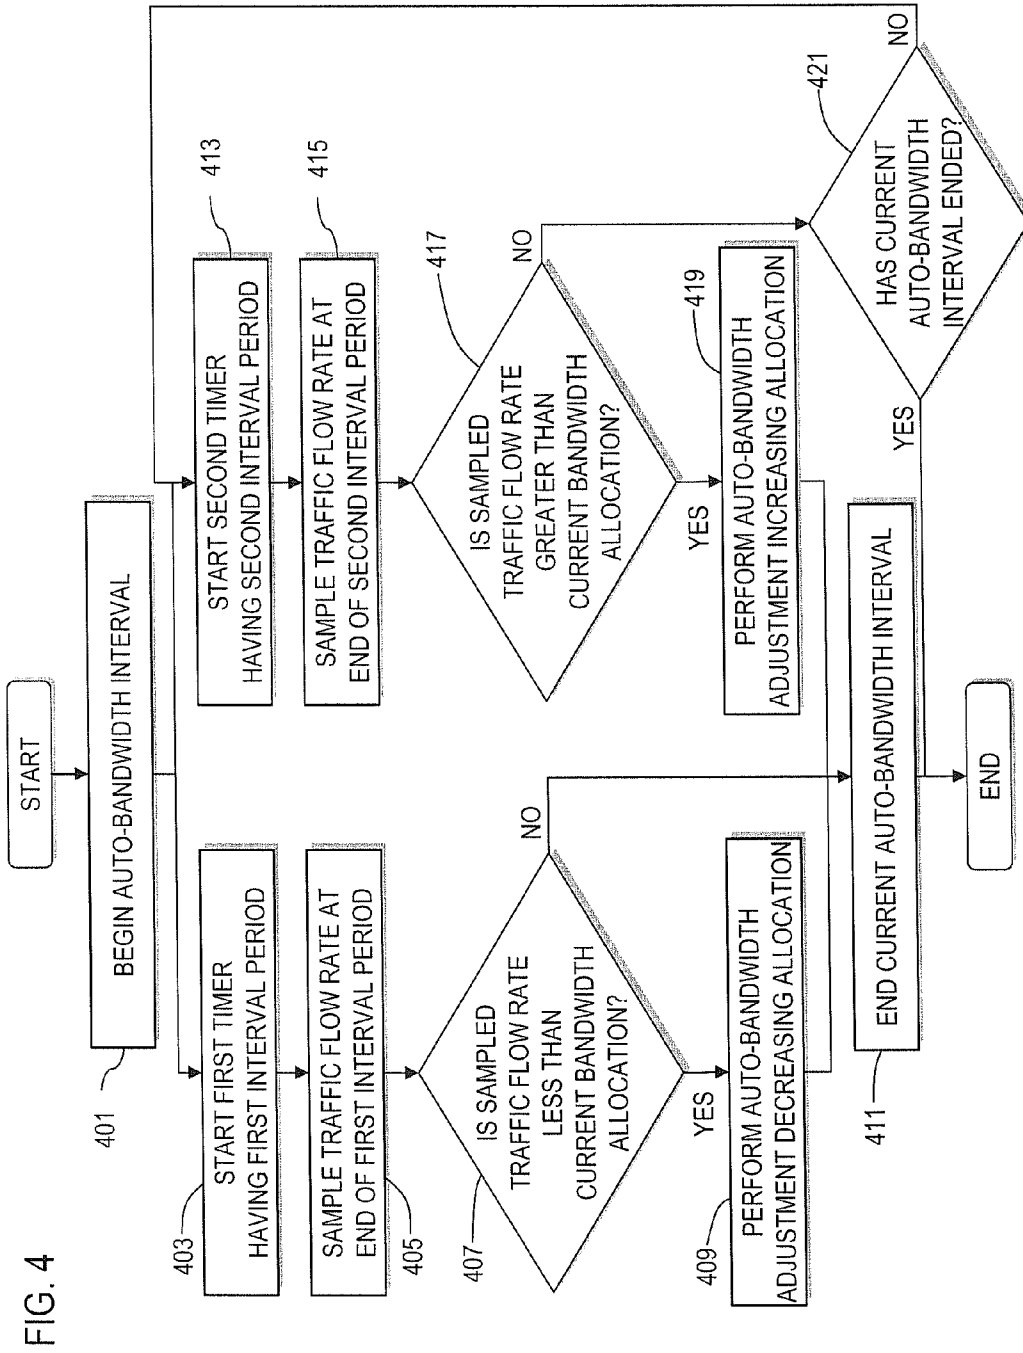 FIG. 4
START
BEGIN AUTO-BANDWIDTH INTERVAL
401
START FIRST TIMER
HAVING FIRST INTERVAL PERIOD
403
SAMPLE TRAFFIC FLOW RATE AT
END OF FIRST INTERVAL PERIOD
405
IS SAMPLED
TRAFFIC FLOW RATE
LESS THAN
CURRENT BANDWIDTH
ALLOCATION?
407
NO
YES
PERFORM AUTO-BANDWIDTH
ADJUSTMENT DECREASING ALLOCATION
409
START SECOND TIMER
HAVING SECOND INTERVAL PERIOD
413
SAMPLE TRAFFIC FLOW RATE AT
END OF SECOND INTERVAL PERIOD
415
IS SAMPLED
TRAFFIC FLOW RATE
GREATER THAN
CURRENT BANDWIDTH
ALLOCATION?
417
NO
YES
PERFORM AUTO-BANDWIDTH
ADJUSTMENT INCREASING ALLOCATION
419
HAS CURRENT
AUTO-BANDWIDTH
INTERVAL ENDED?
421
NO
YES
END CURRENT AUTO-BANDWIDTH INTERVAL
411
END